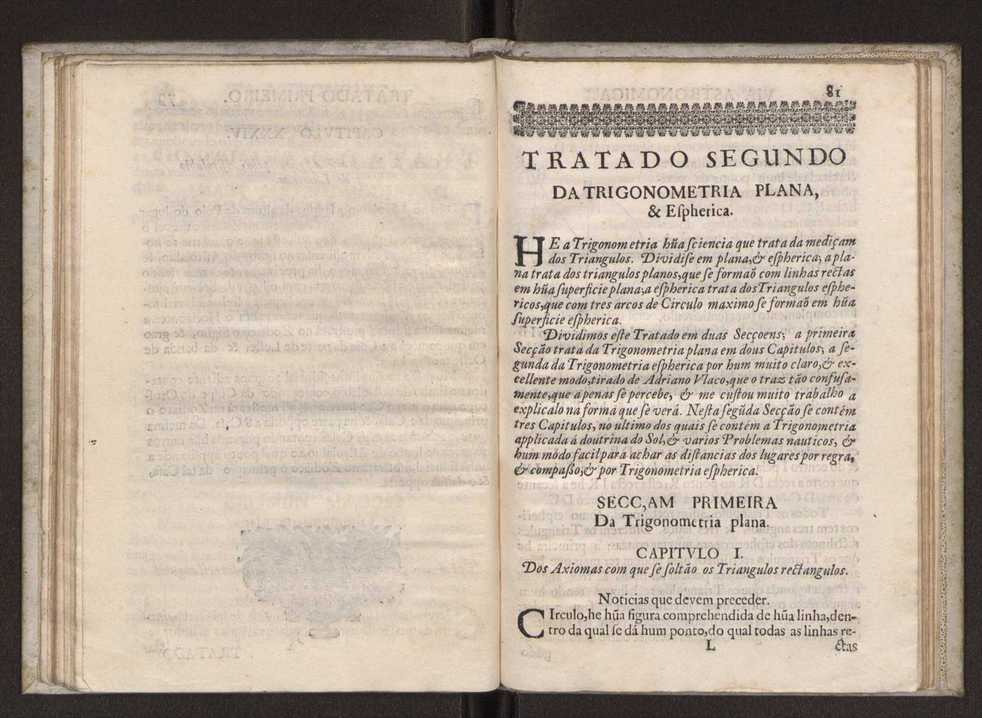 81
TRATADO SEGUNDO
DA TRIGONOMETRIA PLANA,
& Eſpherica.
HE a Trigonometria hũa ſciencia que trata da mediçam
dos Triangulos. Dividiſe em plana,& eſpherica; a pla-
na trata dos triangulos planos,que ſe formaõ com linhas rectas
em hũa ſuperficie plana,a eſpherica trata dos Triangulos eſphe-
ricos,que com tres arcos de Circulo maximo ſe formaõ em hũa
ſuperficie eſpherica.
Dividimos eſte Tratado em duas Secçoens; a primeira
Secção trata da Trigonometria plana em dous Capitulos; a ſe-
gunda da Trigonometria eſpherica por hum muito claro,& ex-
cellente modo,tirado de Adriano Vlaco,que o traz tão confuſa-
mente,que apenas ſe percebe, & me cuſtou muito trabalho a
explicalo na fórma que ſe verá. Neſta ſegũda Secção ſe contém
tres Capitulos, no ultimo dos quais ſe contém a Trigonometria
applicada á doutrina do Sol,& varios Problemas nauticos, &
hum módo facil para achar as diſtancias dos lugares por regra,
& compaßo,& por Trigonometria eſpherica.
SECC,AM PRIMEIRA
Da Trigonometria plana.
CAPITVLO I.
Dos Axiomas com que ſe ſoltão os Triangulos rectangulos.
Noticias que devem preceder.
CIrculo,he hũa figura comprehendida de hũa linha,den-
tro da qual ſe dá hum ponto,do qual todas as linhas re-
L ctas